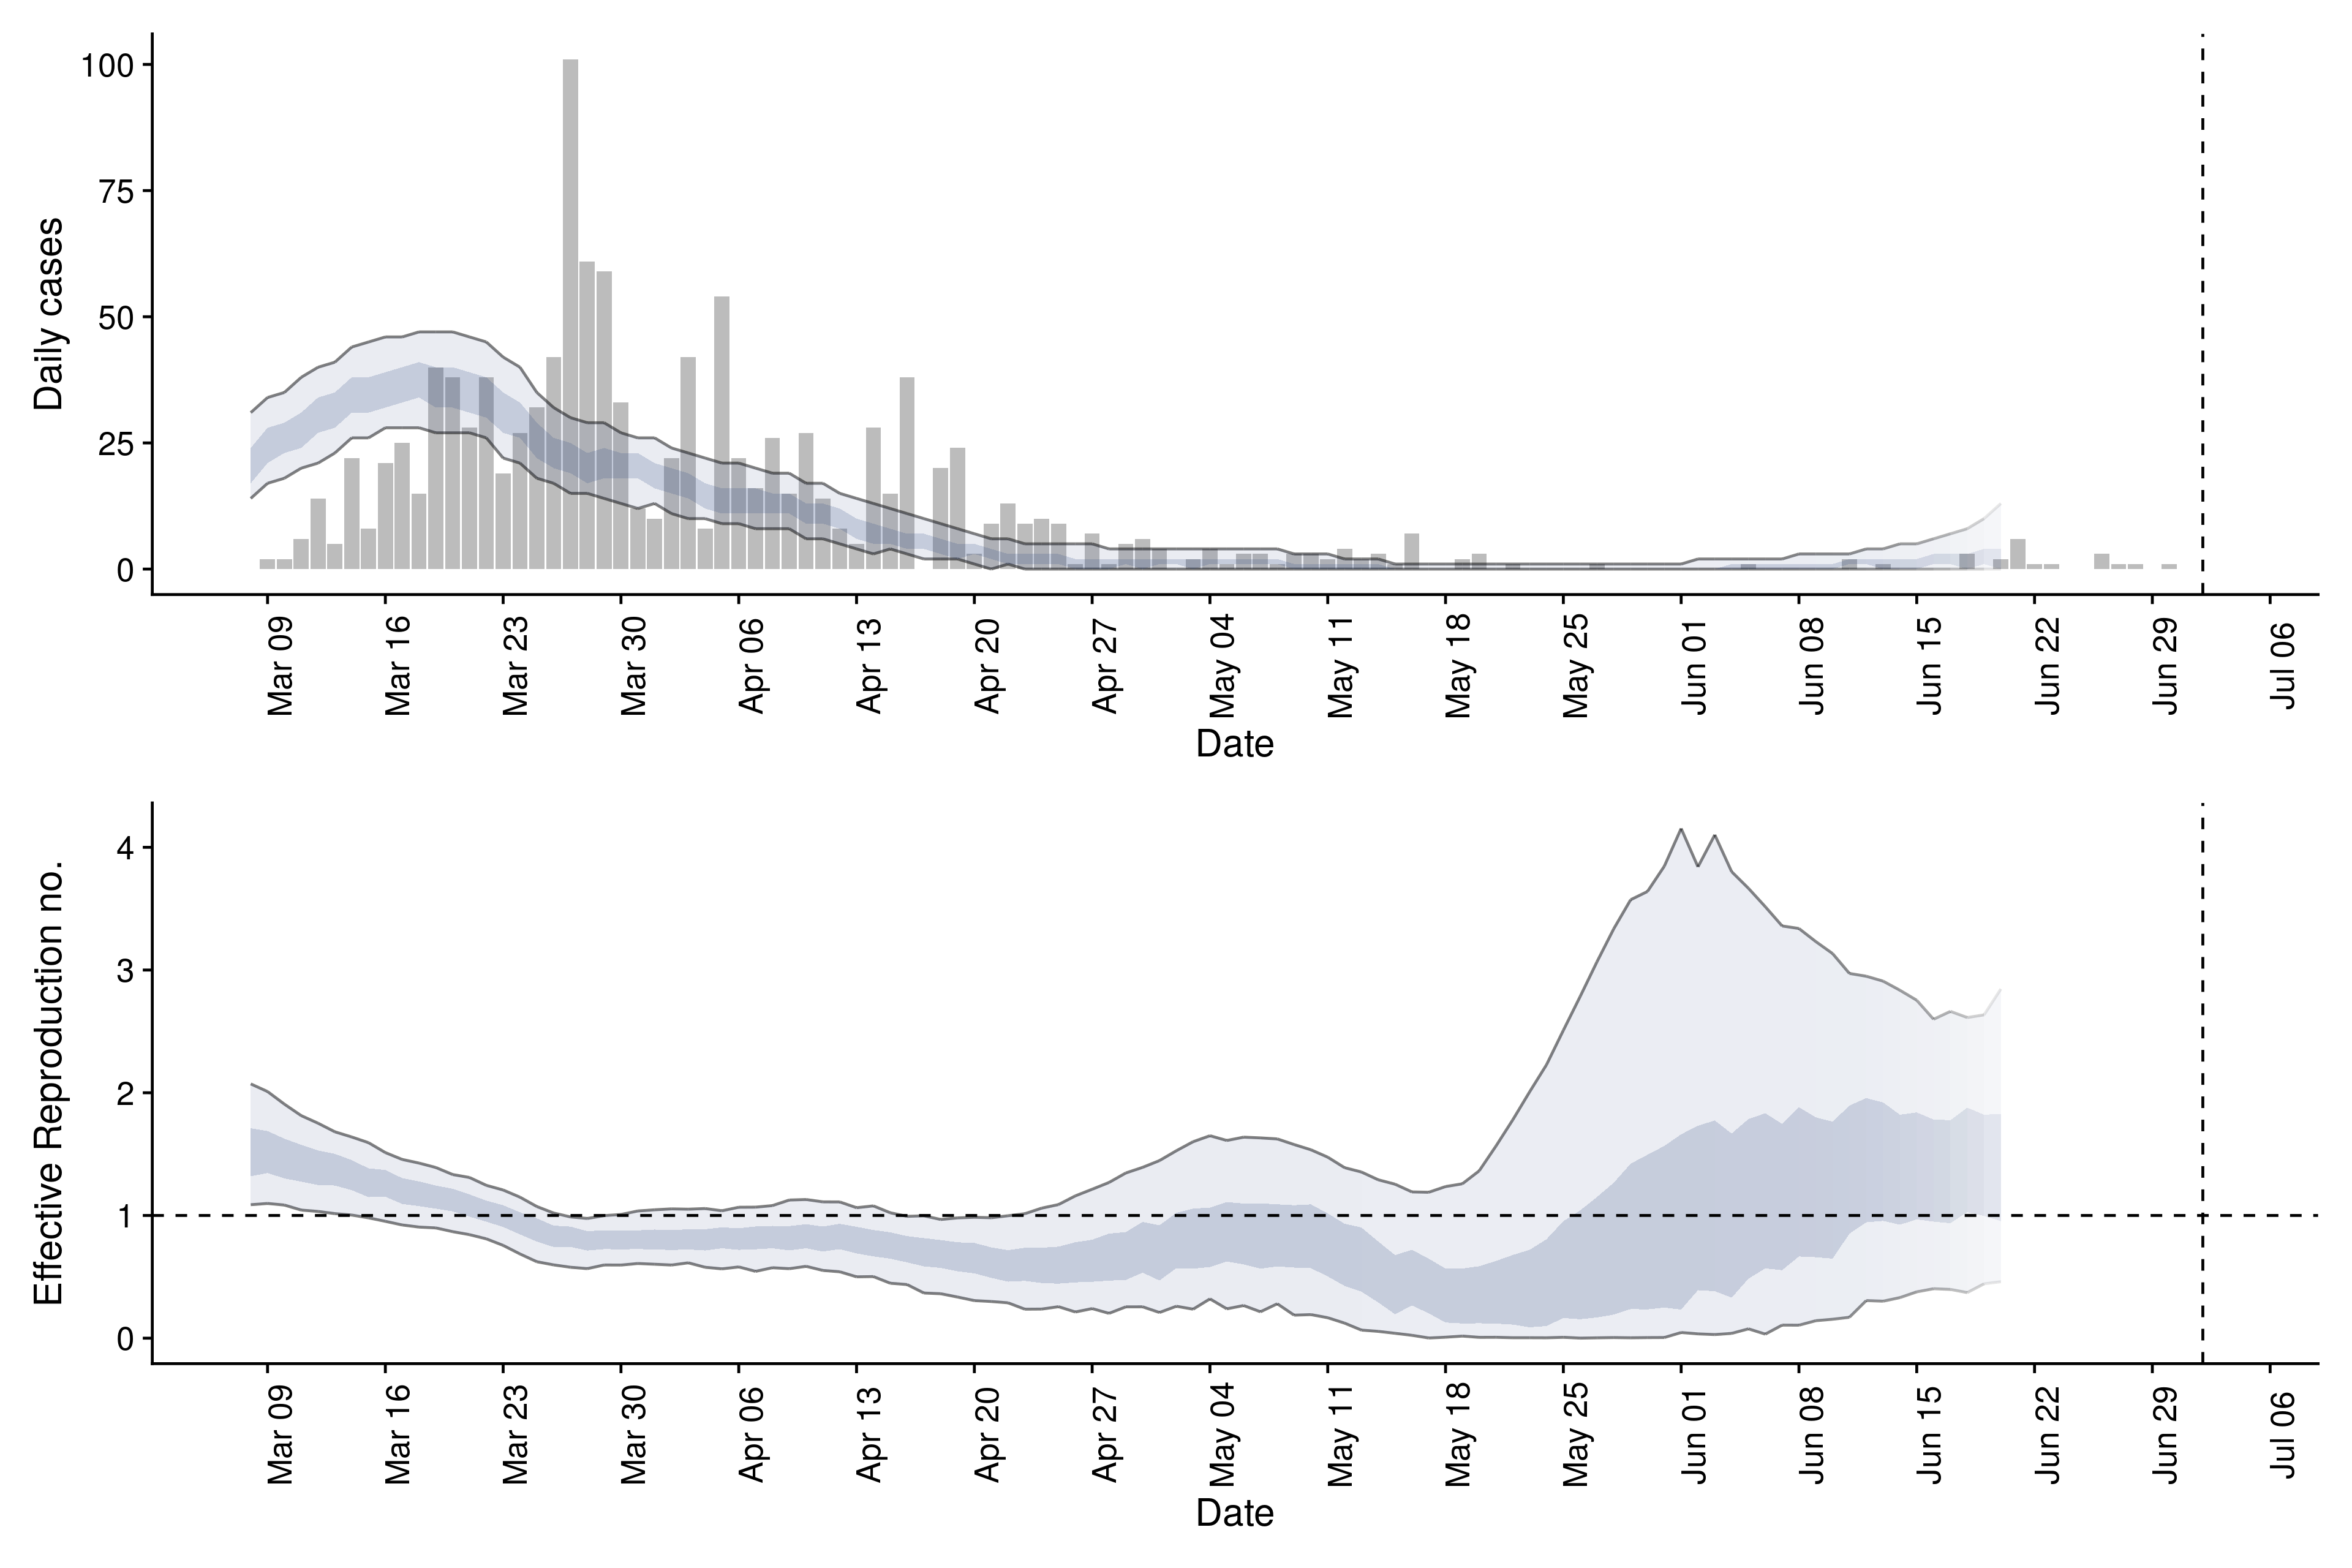 Daily cases
100
75
50
25
0
Mar 09
Mar 16
Mar 23
Mar 30
Apr 06
Apr 13
Apr 20
Apr 27
May 04
May 11
May 18
May 25
Jun 01
Jun 08
Jun 15
Jun 22
Jun 29
Jul 06
Date
Effective Reproduction no.
4
3
2
1
0
Mar 09
Mar 16
Mar 23
Mar 30
Apr 06
Apr 13
Apr 20
Apr 27
May 04
May 11
May 18
May 25
Jun 01
Jun 08
Jun 15
Jun 22
Jun 29
Jul 06
Date